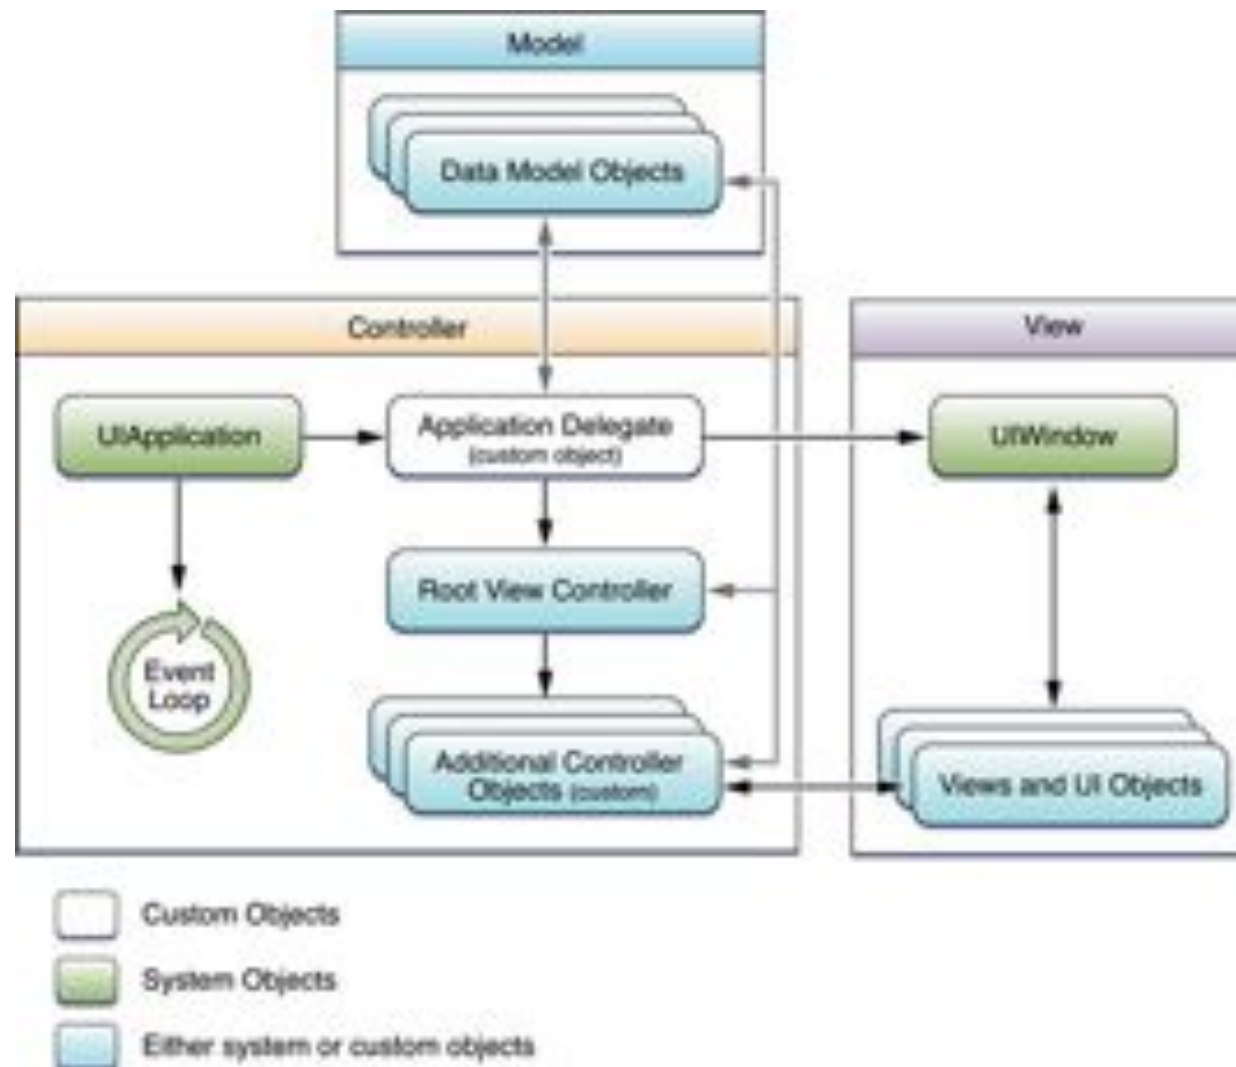 Model
Data Model Objects
Controller
View
UIApplication
Application Delegate
(custom object)
UIWindow
Root View Controller
Event
Loop
Additional Controller
Objects (custom)
Views and UI Objects
Custom Objects
System Objects
Either system or custom objects